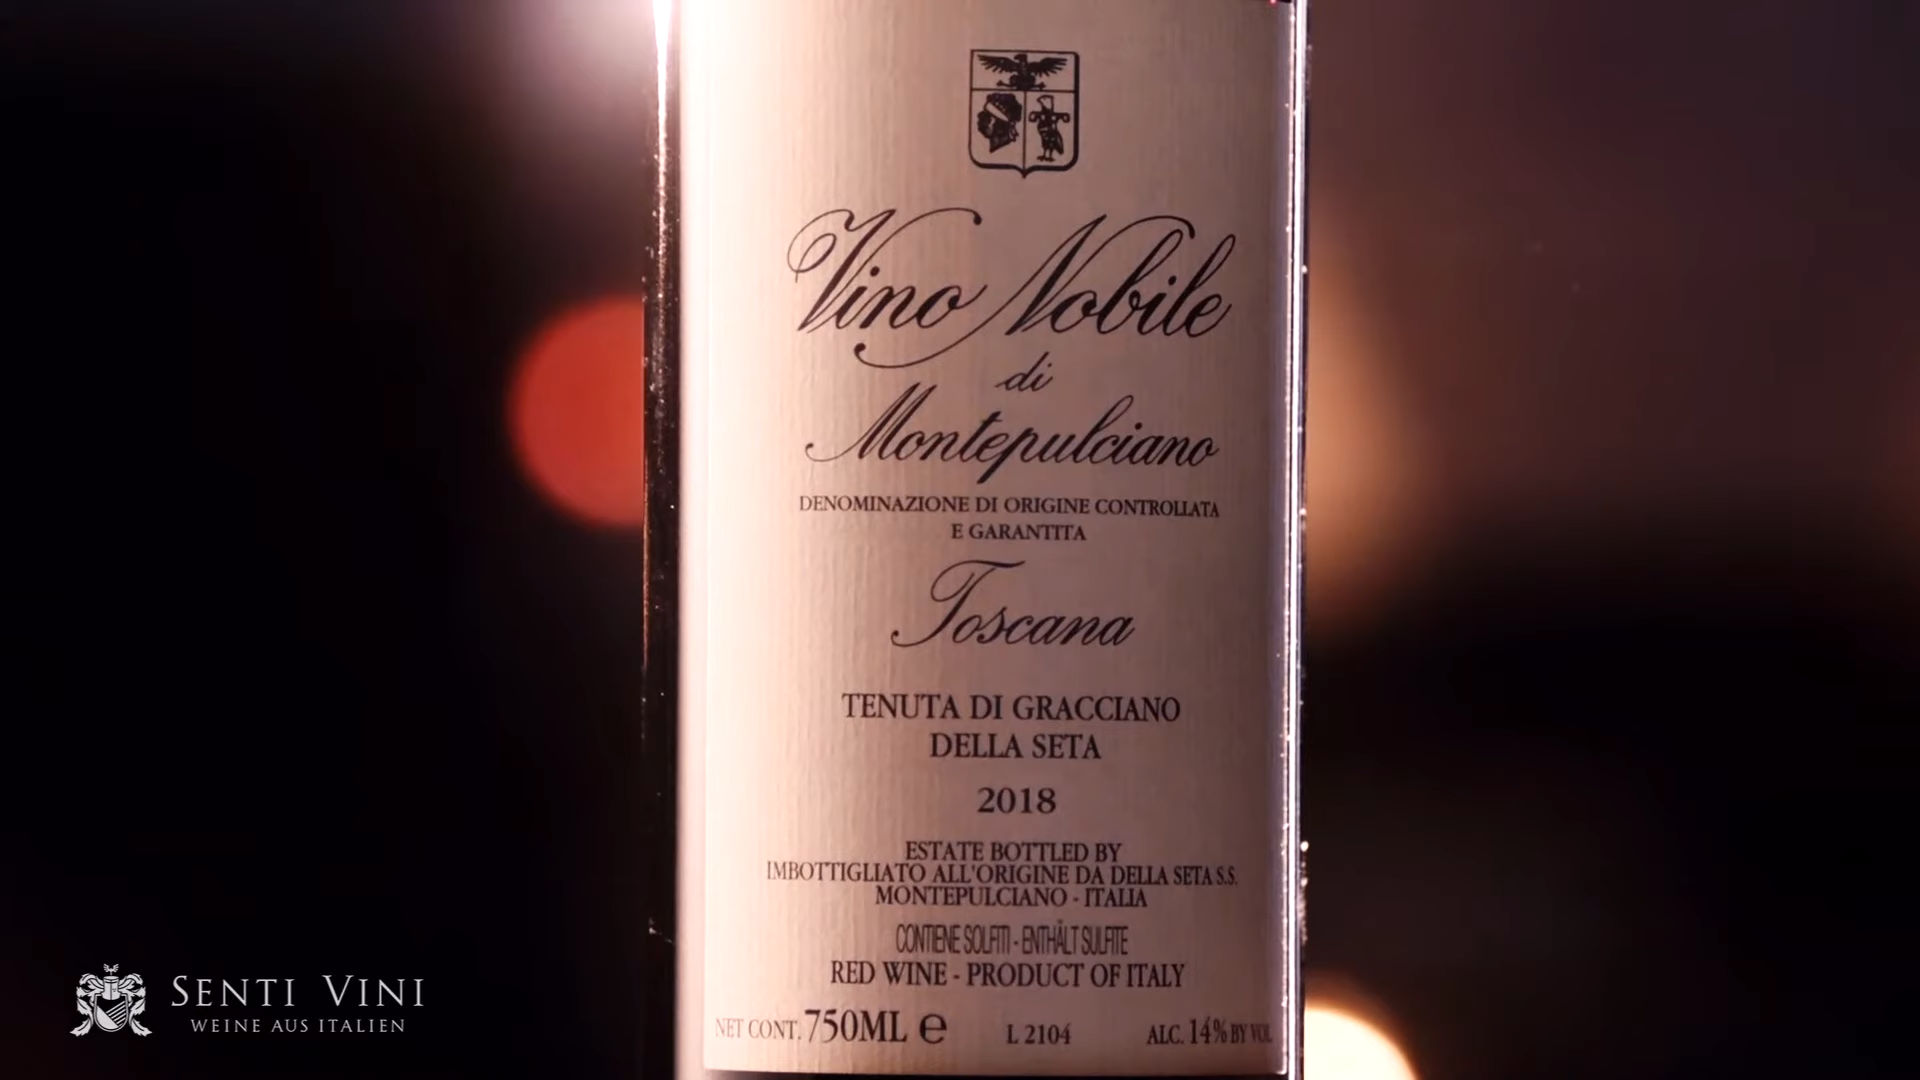 Vino Nobile
di
Montepulciano
DENOMINAZIONE DI ORIGINE CONTROLLATA
E GARANTITA
Toscana
TENUTA DI GRACCIANO
DELLA SETA
2018
ESTATE BOTTLED BY
IMBOTTIGLIATO ALL'ORIGINE DA DELLA SETA S.S.
MONTEPULCIANO - ITALIA
CONTIENE SOLFITI - ENTHÄLT SULFITE
RED WINE - PRODUCT OF ITALY
NET CONT. 750ML e L 2104 ALC. 14% BY VOL
SENTI VINI
WEINE AUS ITALIEN